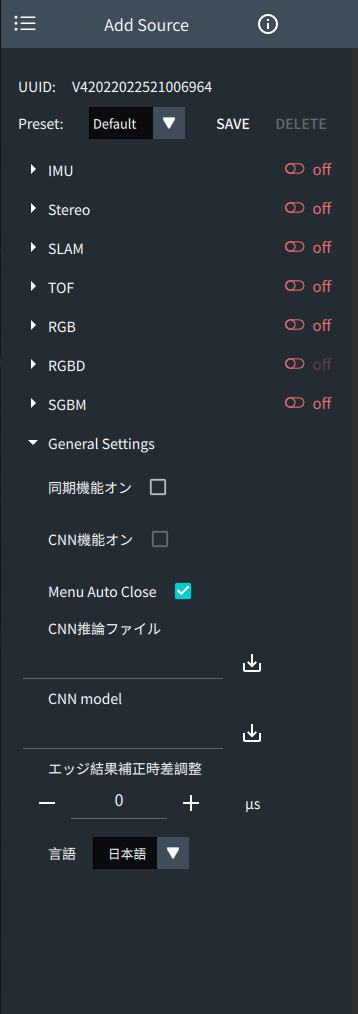 Add Source
UUID: V42022022521006964
Preset: Default SAVE DELETE
IMU off
Stereo off
SLAM off
TOF off
RGB off
RGBD off
SGBM off
General Settings
同期機能オン
CNN機能オン
Menu Auto Close
CNN推論ファイル
CNN model
エッジ結果補正時差調整
0 µs
言語 日本語